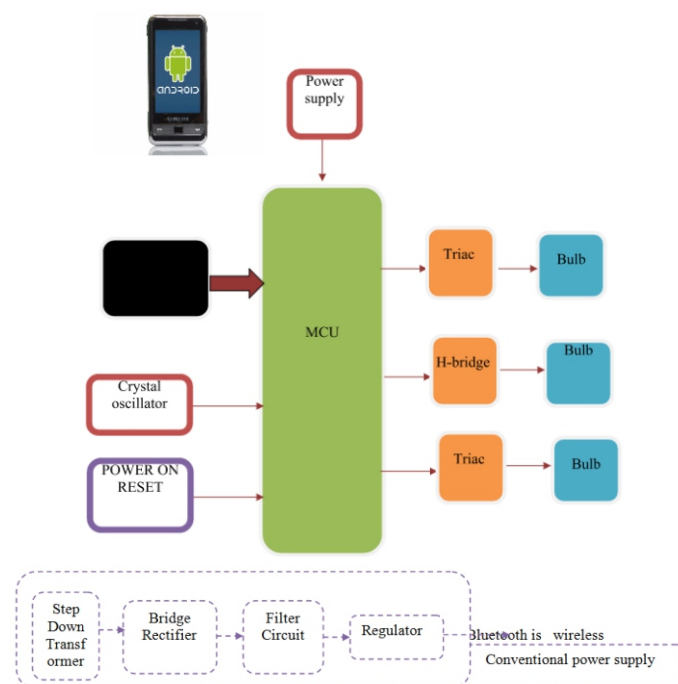 ANDROID
Power
supply
Triac
Bulb
MCU
H-bridge
Bulb
Crystal
oscillator
Triac
Bulb
POWER ON
RESET
Step
Down
Transf
ormer
Bridge
Rectifier
Filter
Circuit
Regulator
Bluetooth is wireless
Conventional power supply